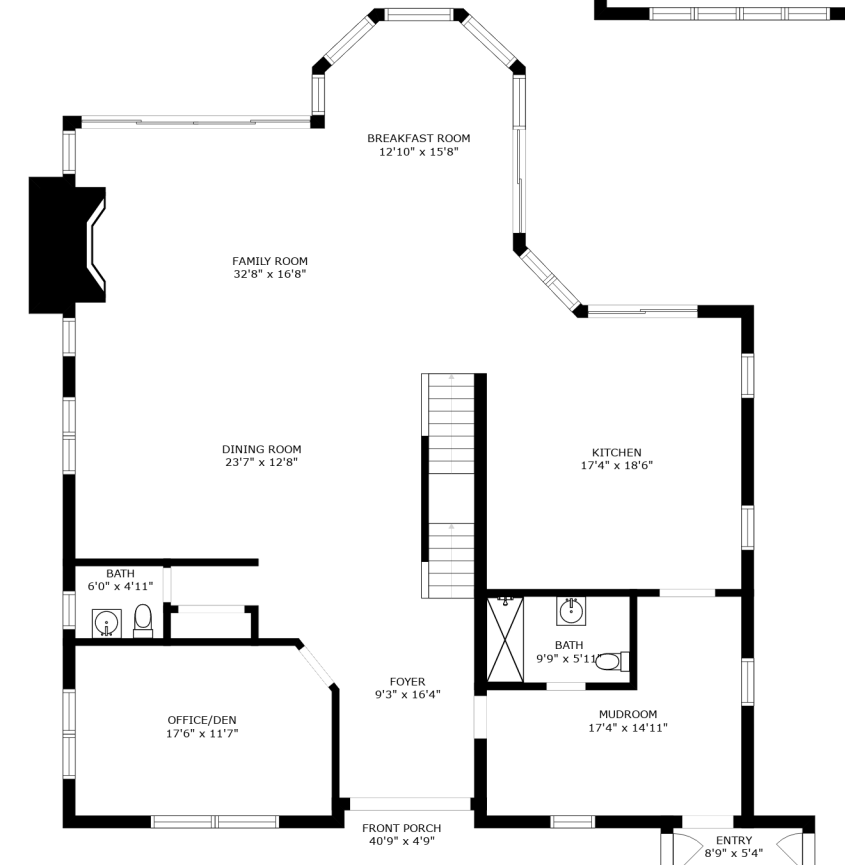 BREAKFAST ROOM
12'10" x 15'8"
FAMILY ROOM
32'8" x 16'8"
DINING ROOM
23'7" x 12'8"
KITCHEN
17'4" x 18'6"
BATH
6'0" x 4'11"
BATH
9'9" x 5'11"
FOYER
9'3" x 16'4"
OFFICE/DEN
17'6" x 11'7"
MUDROOM
17'4" x 14'11"
FRONT PORCH
40'9" x 4'9"
ENTRY
8'9" x 5'4"